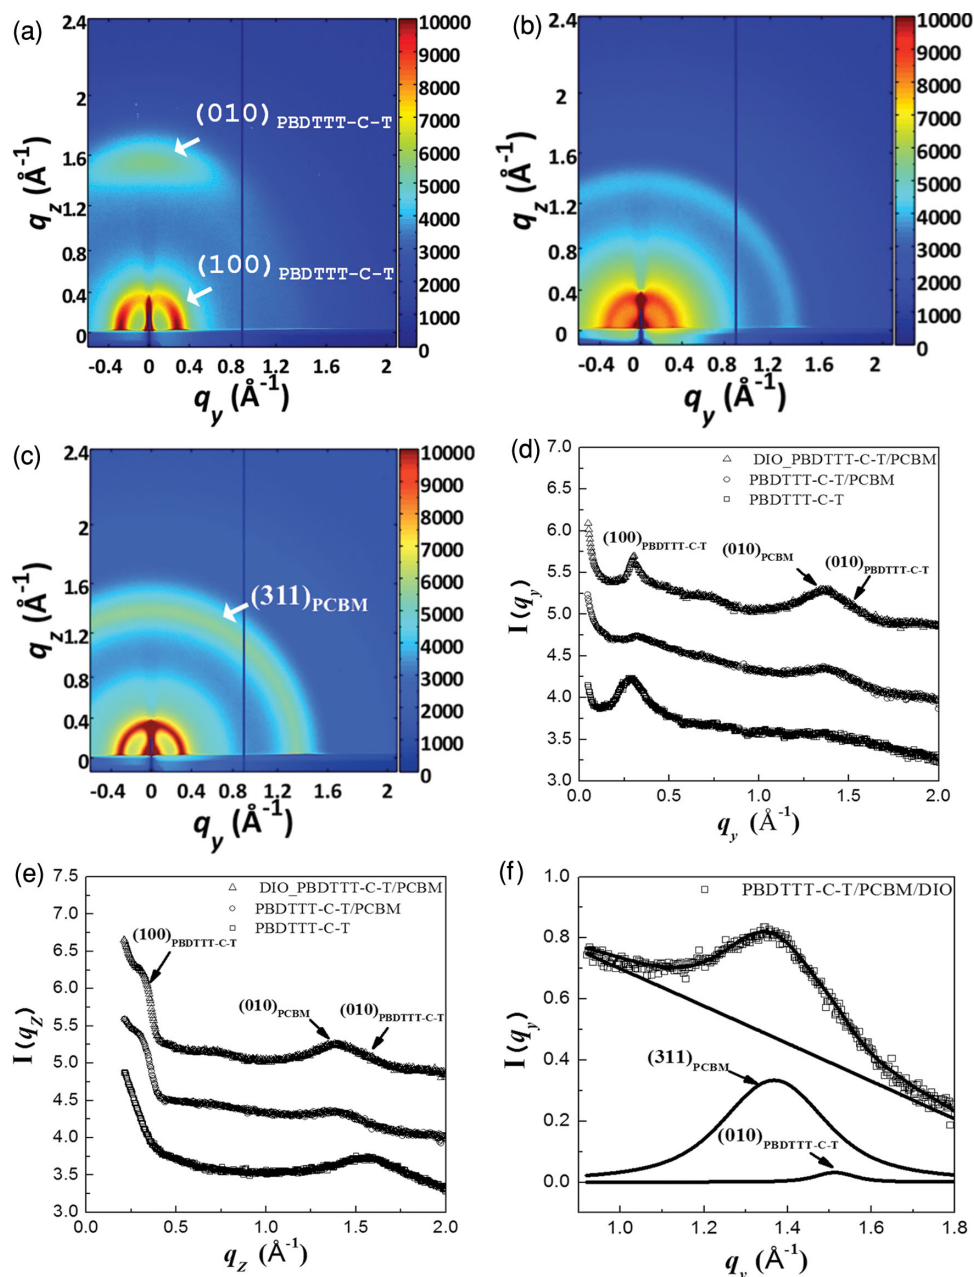 (a)
2.4
2
1.6
1.2
0.8
0.4
0
-0.4 0 0.4 0.8 1.2 1.6 2
q_z (Å⁻¹)
q_y (Å⁻¹)
(010) PBDTTT-C-T
(100) PBDTTT-C-T
10000
9000
8000
7000
6000
5000
4000
3000
2000
1000
0
(b)
2.4
2
1.6
1.2
0.8
0.4
0
-0.4 0 0.4 0.8 1.2 1.6 2
q_z (Å⁻¹)
q_y (Å⁻¹)
10000
9000
8000
7000
6000
5000
4000
3000
2000
1000
0
(c)
2.4
2
1.6
1.2
0.8
0.4
0
-0.4 0 0.4 0.8 1.2 1.6 2
q_z (Å⁻¹)
q_y (Å⁻¹)
(311)PCBM
10000
9000
8000
7000
6000
5000
4000
3000
2000
1000
0
(d)
7.0
6.5
6.0
5.5
5.0
4.5
4.0
3.5
3.0
0.0 0.5 1.0 1.5 2.0
I (q_y)
q_y (Å⁻¹)
DIO_PBDTTT-C-T/PCBM
PBDTTT-C-T/PCBM
PBDTTT-C-T
(100)PBDTTT-C-T
(010)PCBM
(010)PBDTTT-C-T
(e)
7.5
7.0
6.5
6.0
5.5
5.0
4.5
4.0
3.5
3.0
0.0 0.5 1.0 1.5 2.0
I (q_Z)
q_Z (Å⁻¹)
DIO_PBDTTT-C-T/PCBM
PBDTTT-C-T/PCBM
PBDTTT-C-T
(100)PBDTTT-C-T
(010)PCBM
(010)PBDTTT-C-T
(f)
1.0
0.8
0.6
0.4
0.2
0.0
1.0 1.2 1.4 1.6 1.8
I (q_y)
q_y (Å⁻¹)
PBDTTT-C-T/PCBM/DIO
(311)PCBM
(010)PBDTTT-C-T